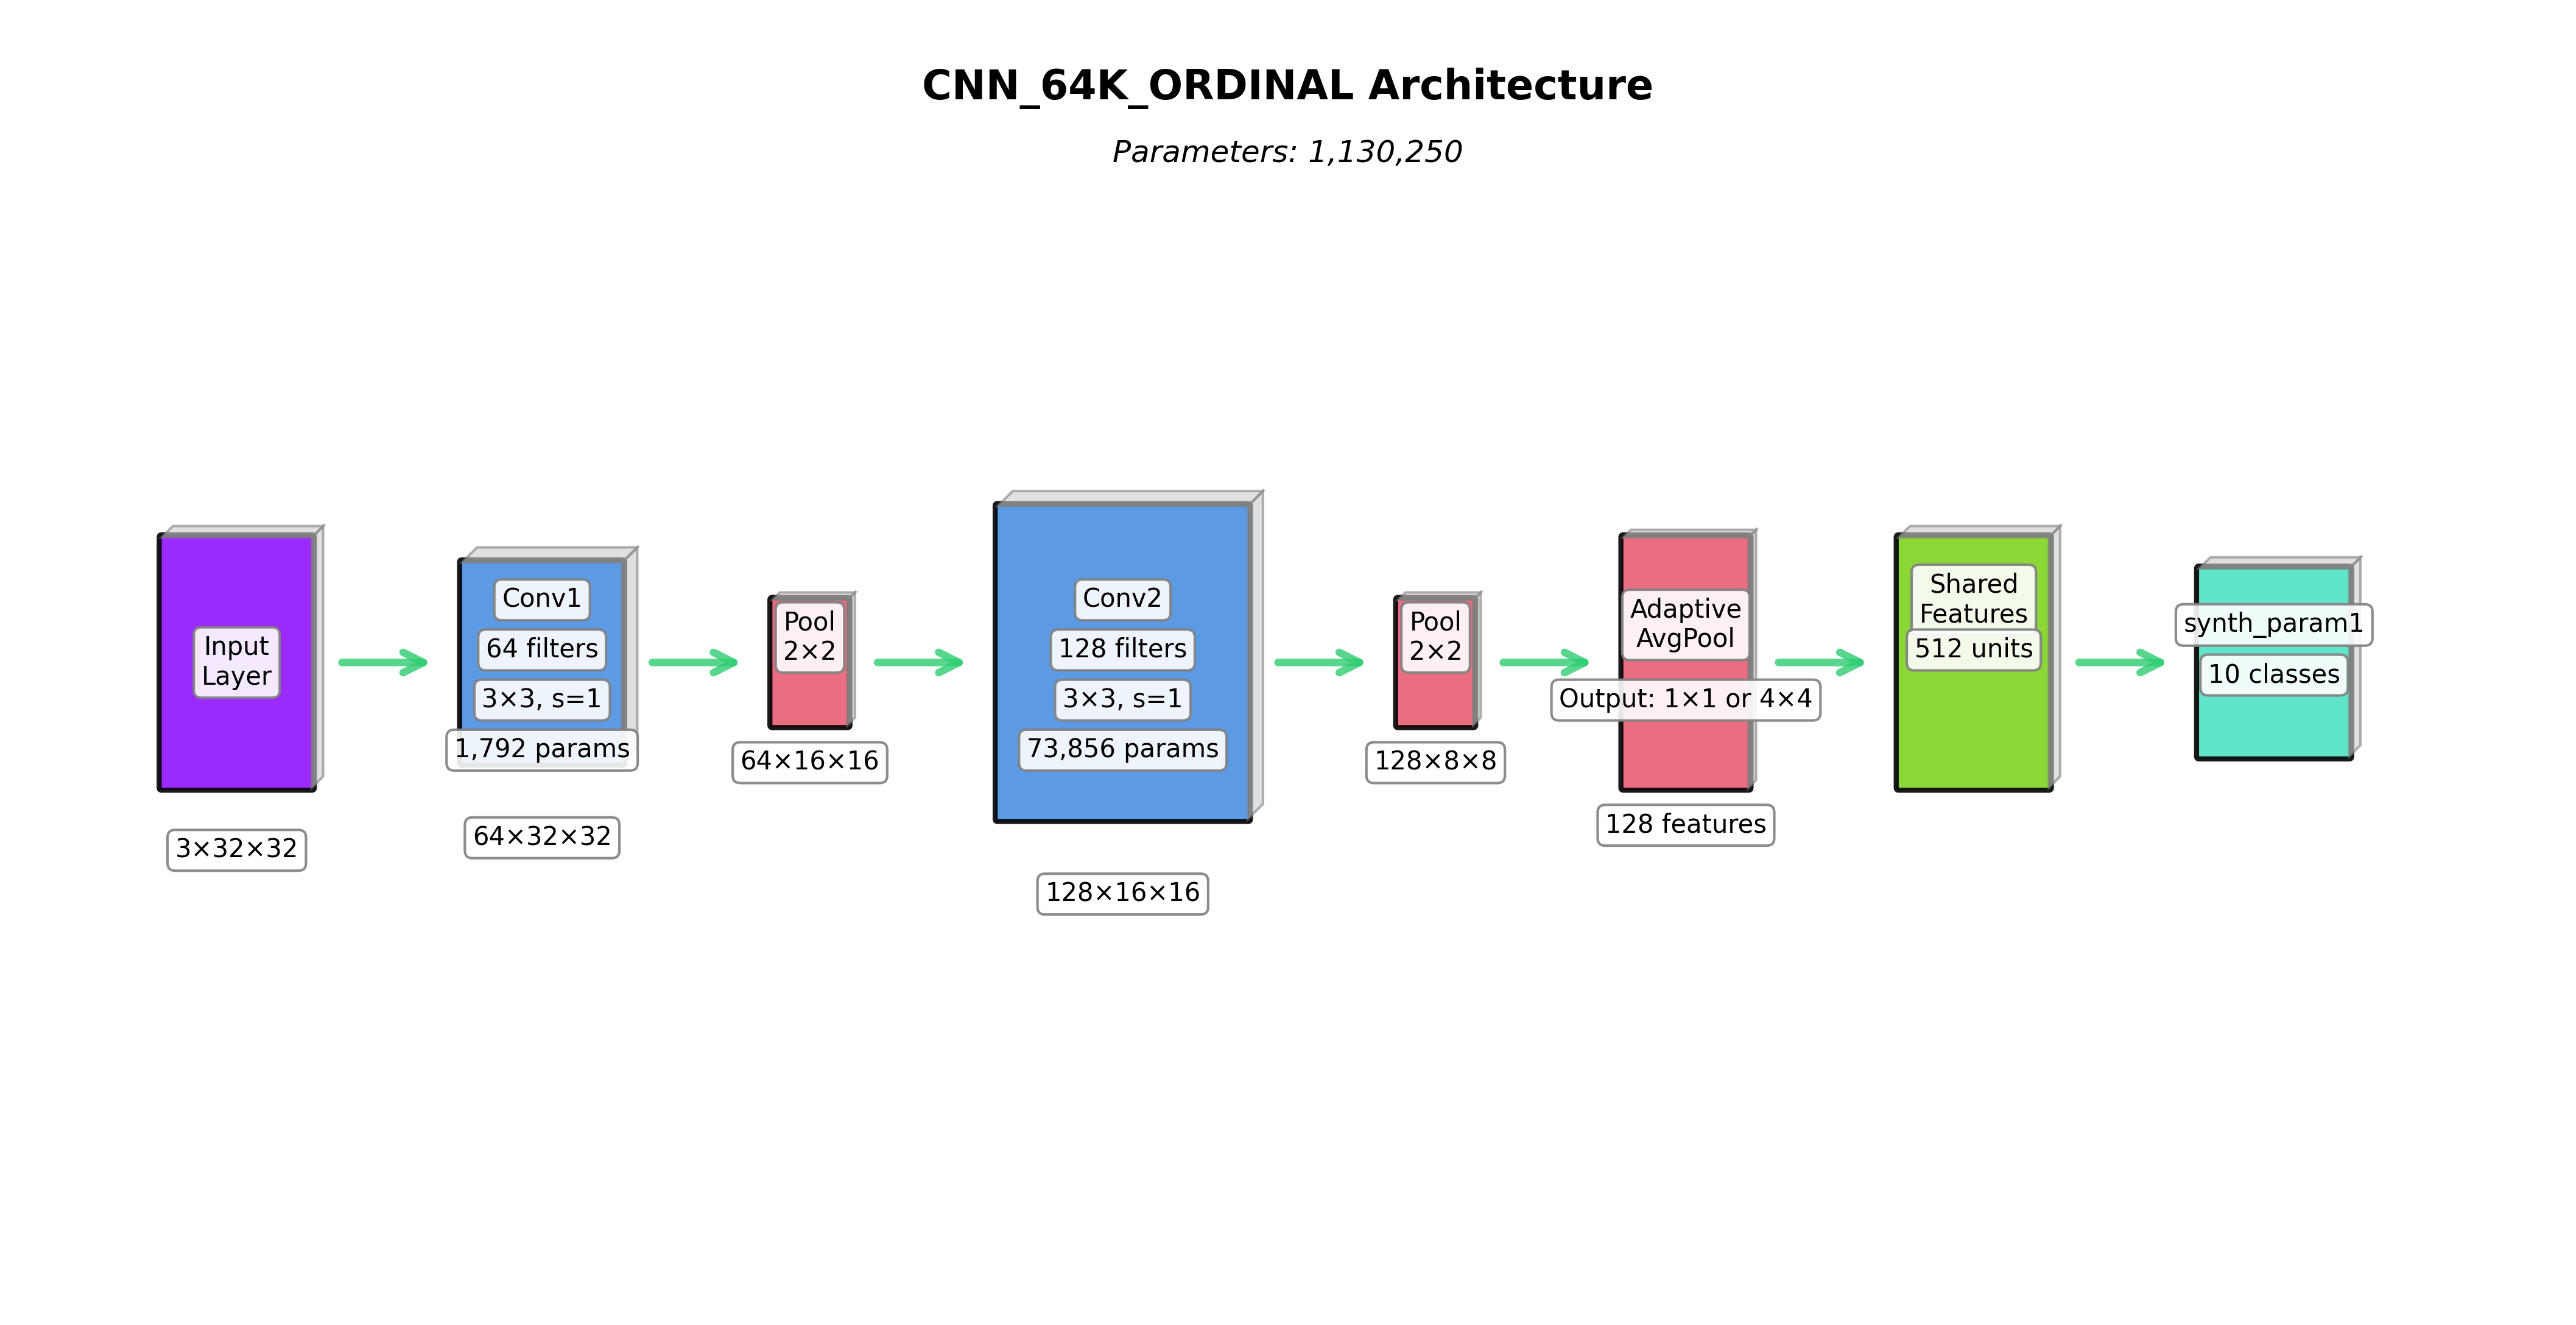 CNN_64K_ORDINAL Architecture
Parameters: 1,130,250
Input
Layer
3×32×32
Conv1
64 filters
3×3, s=1
1,792 params
64×32×32
Pool
2×2
64×16×16
Conv2
128 filters
3×3, s=1
73,856 params
128×16×16
Pool
2×2
128×8×8
Adaptive
AvgPool
Output: 1×1 or 4×4
128 features
Shared
Features
512 units
synth_param1
10 classes